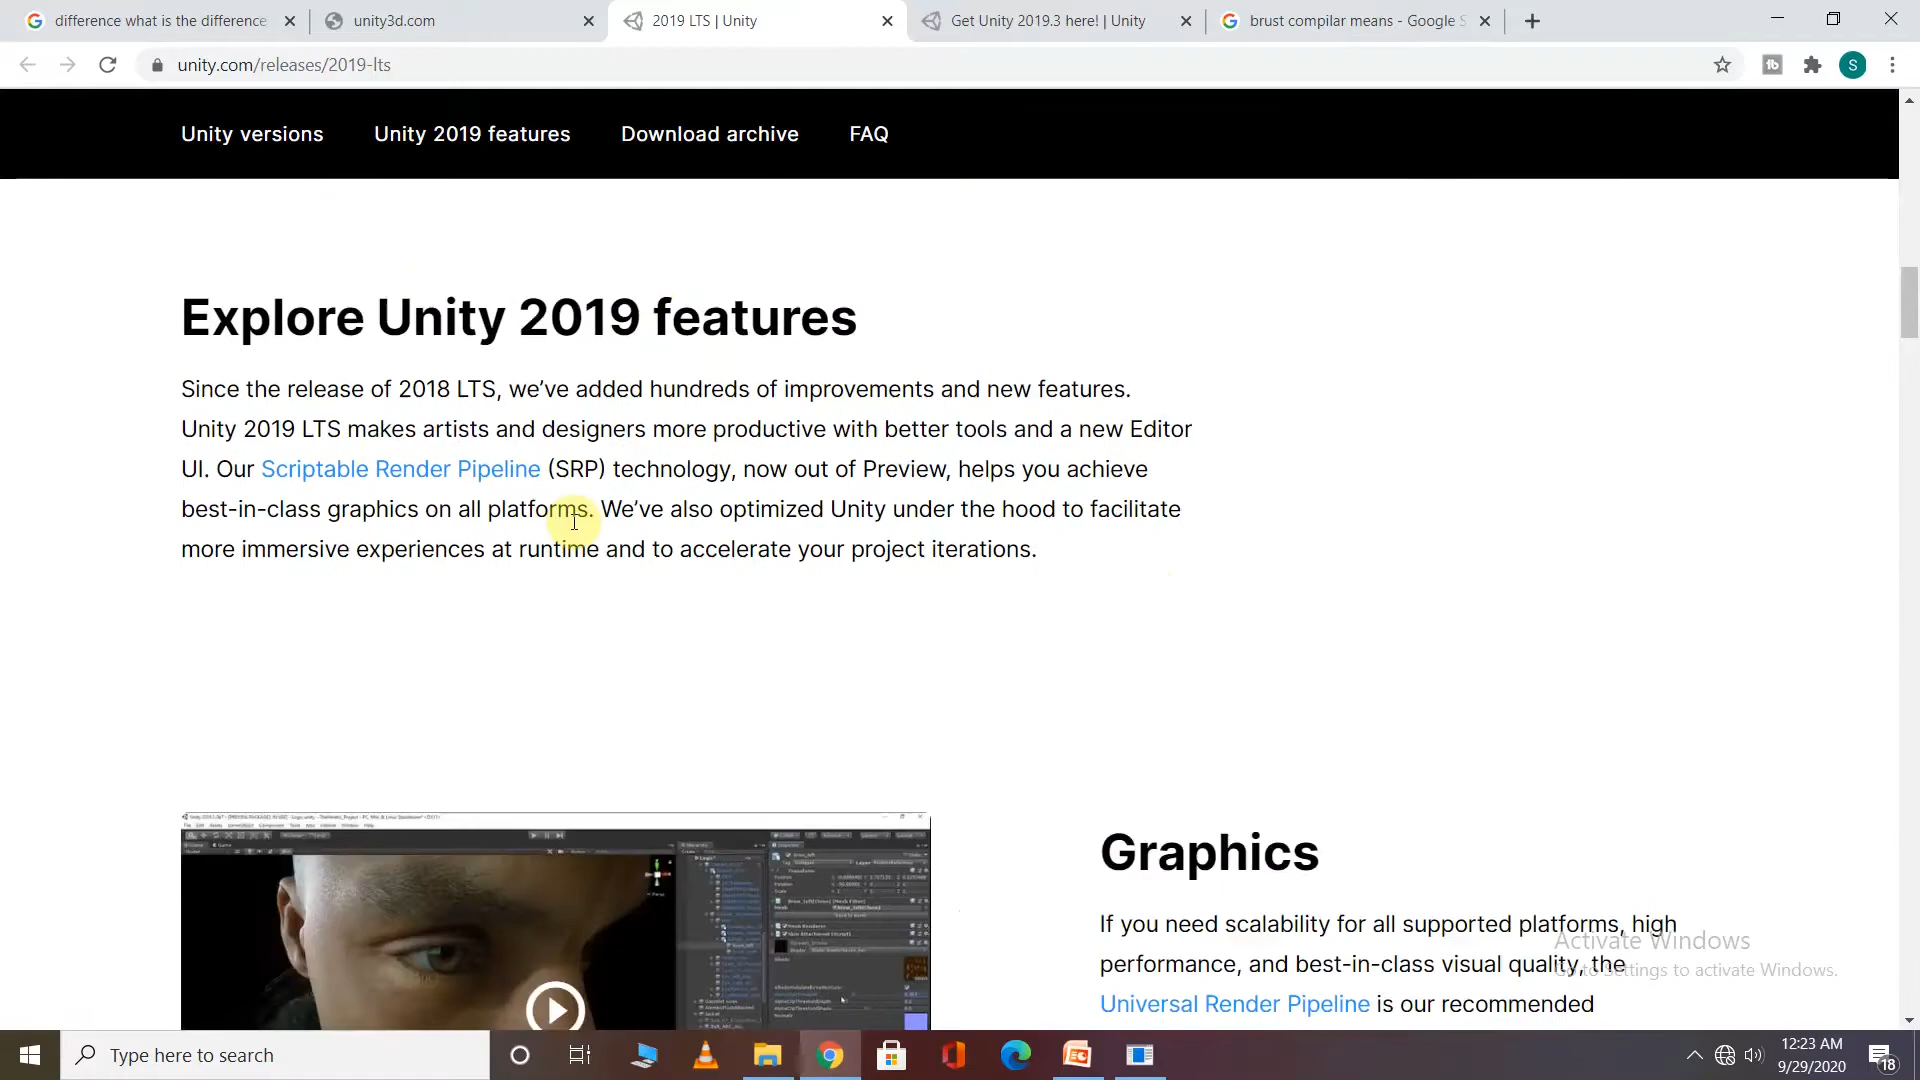 difference what is the difference
unity3d.com
2019 LTS | Unity
Get Unity 2019.3 here! | Unity
brust compilar means - Google S
unity.com/releases/2019-lts
S
Unity versions
Unity 2019 features
Download archive
FAQ
Explore Unity 2019 features
Since the release of 2018 LTS, we’ve added hundreds of improvements and new features.
Unity 2019 LTS makes artists and designers more productive with better tools and a new Editor
UI. Our Scriptable Render Pipeline (SRP) technology, now out of Preview, helps you achieve
best-in-class graphics on all platforms. We’ve also optimized Unity under the hood to facilitate
more immersive experiences at runtime and to accelerate your project iterations.
Graphics
If you need scalability for all supported platforms, high
performance, and best-in-class visual quality, the
Universal Render Pipeline is our recommended
Activate Windows
Go to Settings to activate Windows.
Type here to search
12:23 AM
9/29/2020
18